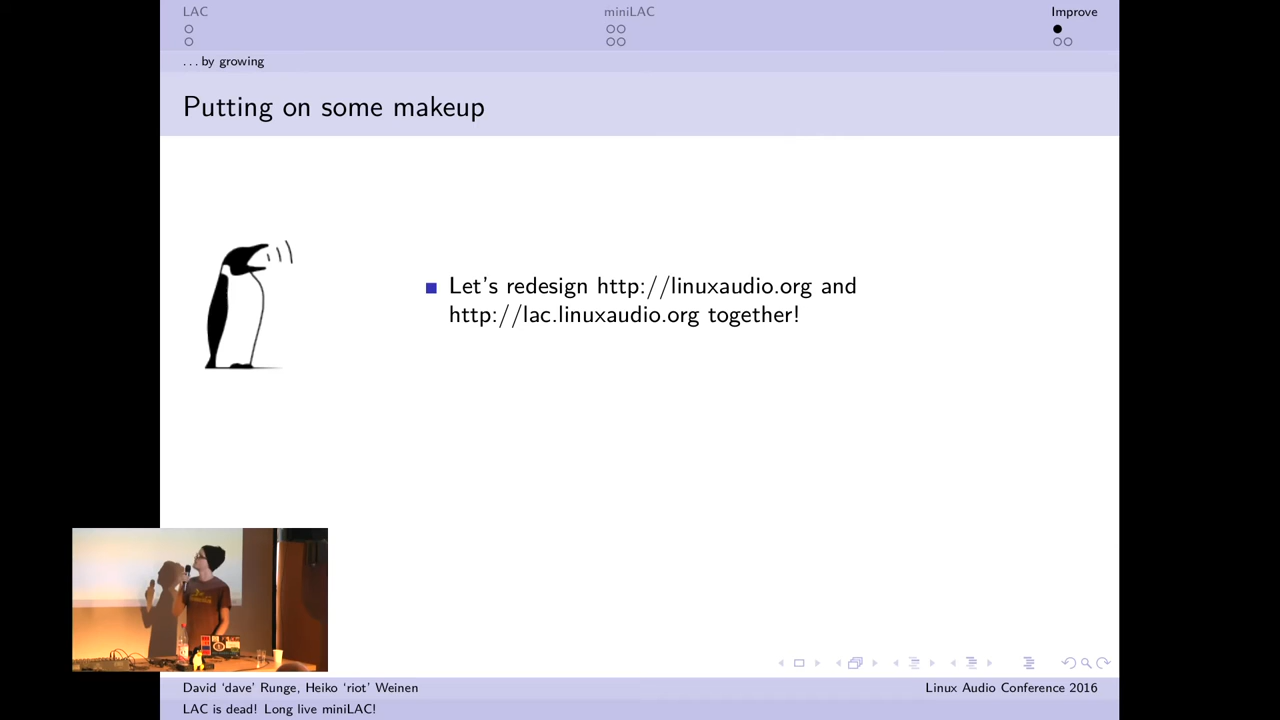 LAC
miniLAC
Improve
...by growing
Putting on some makeup
Let's redesign http://linuxaudio.org and
http://lac.linuxaudio.org together!
David 'dave' Runge, Heiko 'riot' Weinen
Linux Audio Conference 2016
LAC is dead! Long live miniLAC!